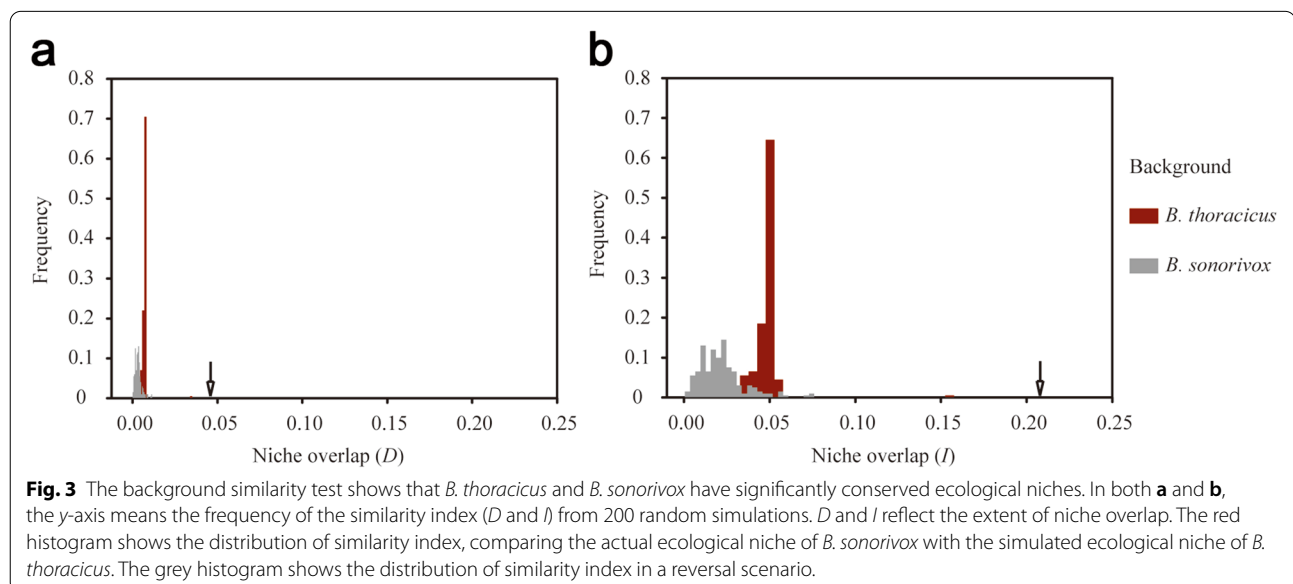 a
0.8
0.7
0.6
0.5
0.4
0.3
0.2
0.1
0
Frequency
0.00 0.05 0.10 0.15 0.20 0.25
Niche overlap (D)
b
0.8
0.7
0.6
0.5
0.4
0.3
0.2
0.1
0
Frequency
0.00 0.05 0.10 0.15 0.20 0.25
Niche overlap (I)
Background
B. thoracicus
B. sonorivox
Fig. 3 The background similarity test shows that B. thoracicus and B. sonorivox have significantly conserved ecological niches. In both a and b,
the y-axis means the frequency of the similarity index (D and I) from 200 random simulations. D and I reflect the extent of niche overlap. The red
histogram shows the distribution of similarity index, comparing the actual ecological niche of B. sonorivox with the simulated ecological niche of B.
thoracicus. The grey histogram shows the distribution of similarity index in a reversal scenario.